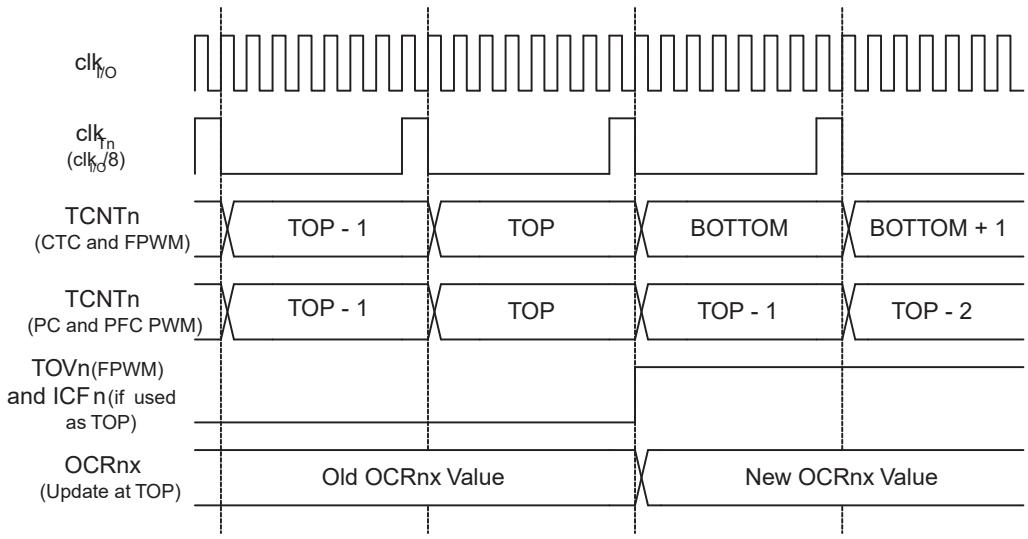 clkI/O
clkTn
(clkI/O/8)
TCNTn
(CTC and FPWM)
TOP - 1
TOP
BOTTOM
BOTTOM + 1
TCNTn
(PC and PFC PWM)
TOP - 1
TOP
TOP - 1
TOP - 2
TOVn(FPWM)
and ICFn(if used
as TOP)
OCRnx
(Update at TOP)
Old OCRnx Value
New OCRnx Value